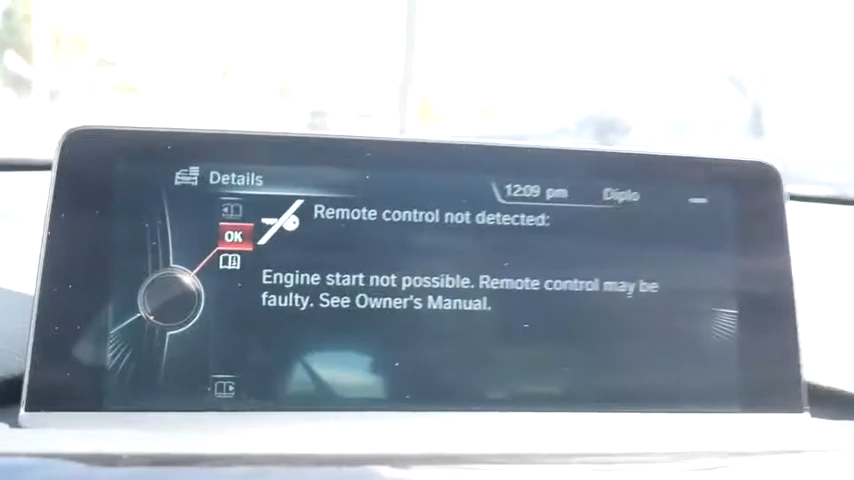 Details
12:09 pm
Diplo
OK
Remote control not detected:
Engine start not possible. Remote control may be
faulty. See Owner's Manual.